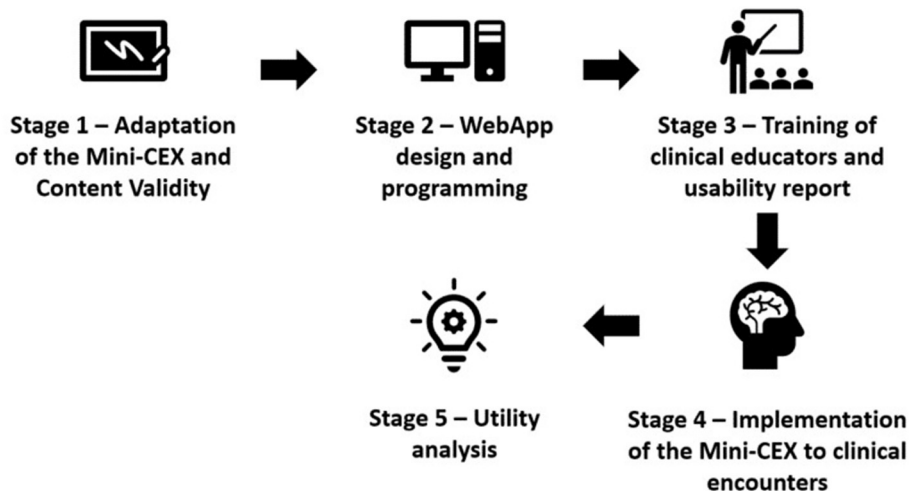 Stage 1 – Adaptation
of the Mini-CEX and
Content Validity
Stage 2 – WebApp
design and
programming
Stage 3 – Training of
clinical educators and
usability report
Stage 4 – Implementation
of the Mini-CEX to clinical
encounters
Stage 5 – Utility
analysis